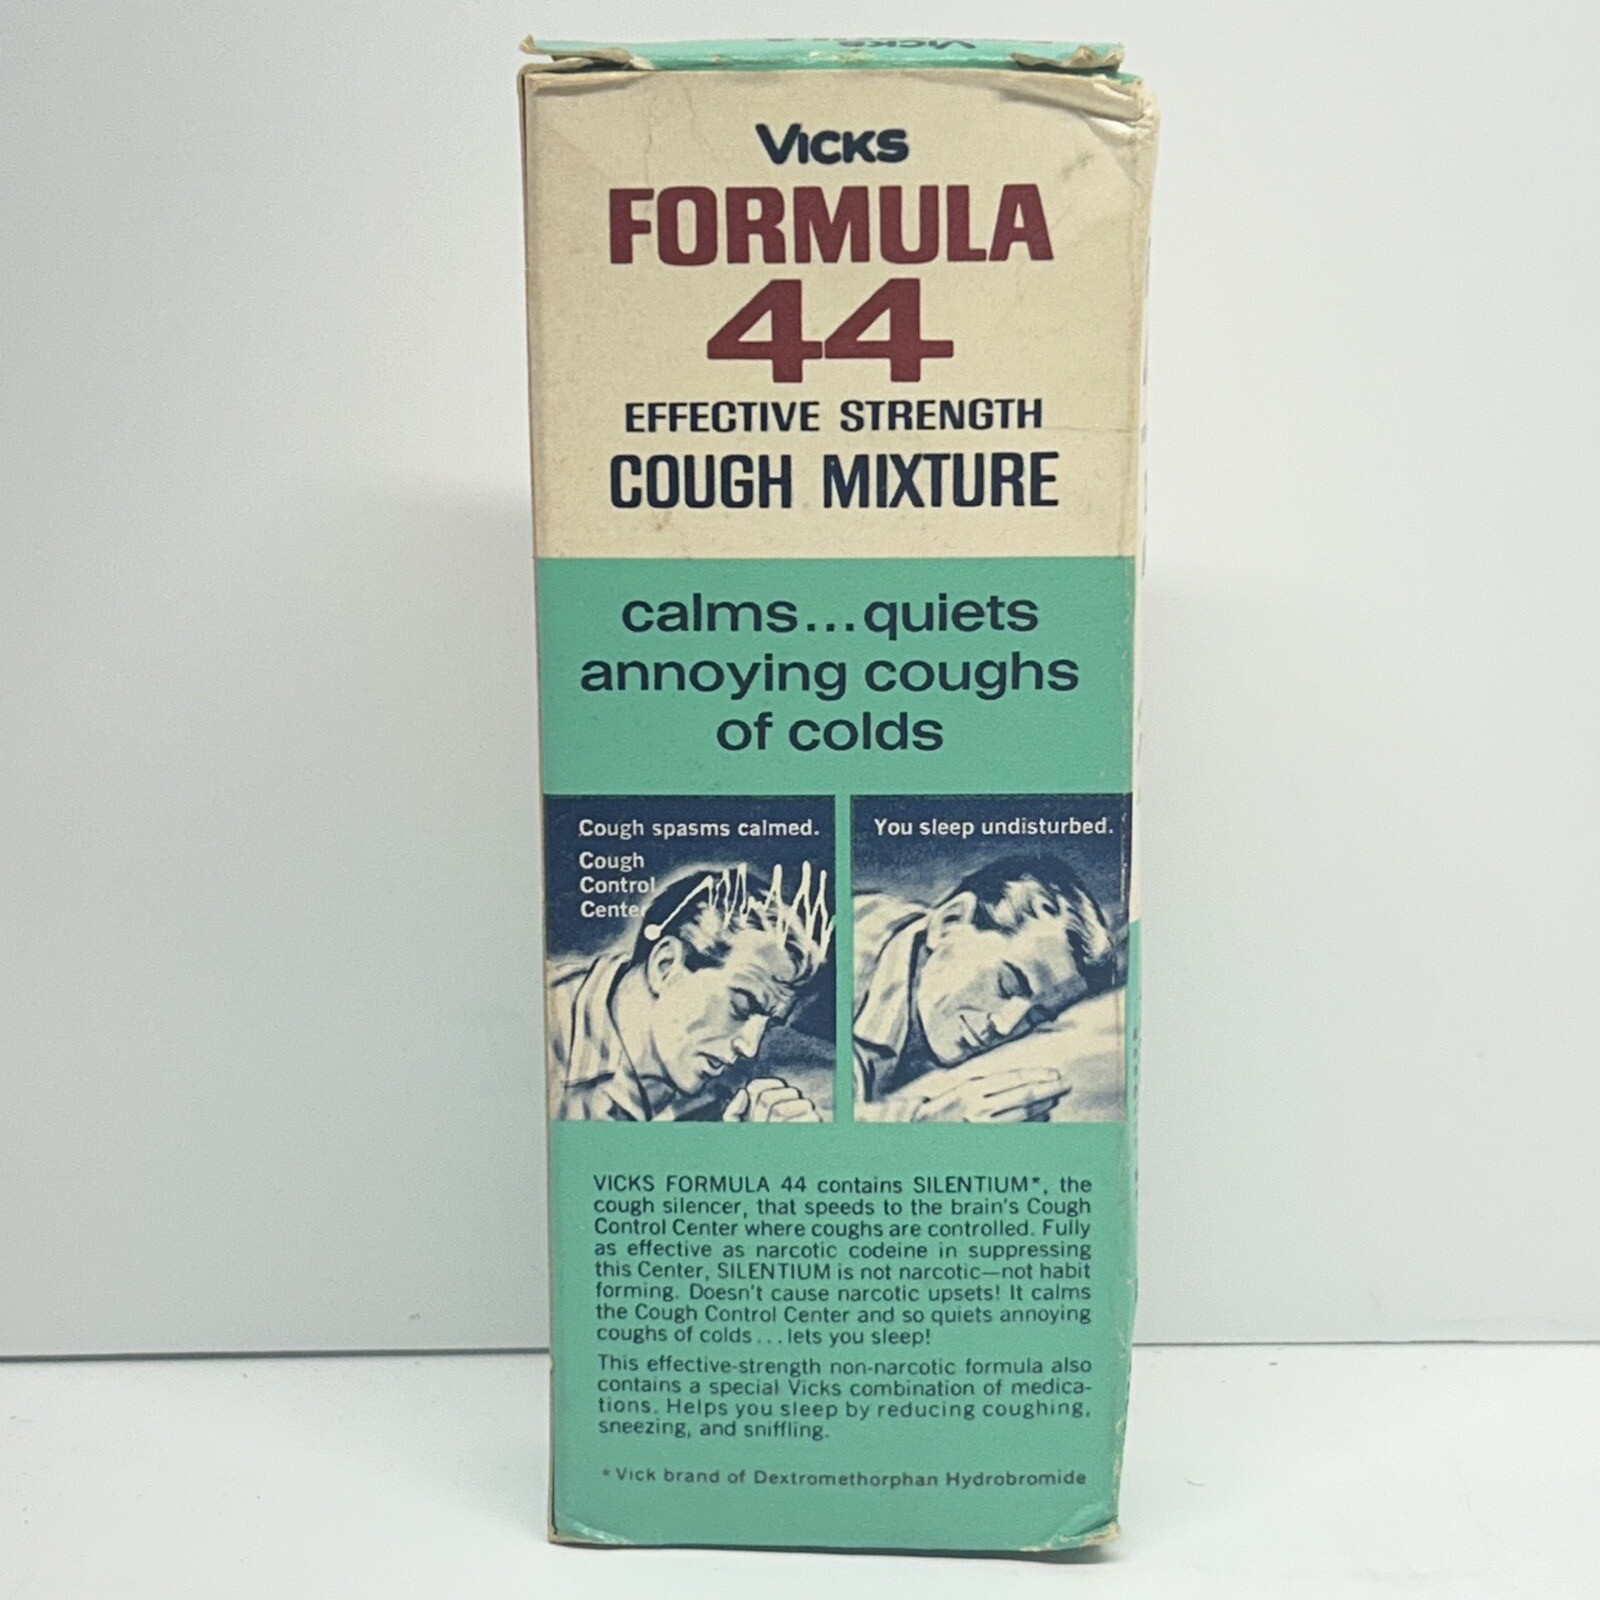 VICKS
VICKS
FORMULA
44
EFFECTIVE STRENGTH
COUGH MIXTURE
calms...quiets
annoying coughs
of colds
Cough spasms calmed.
Cough
Control
Center
You sleep undisturbed.
VICKS FORMULA 44 contains SILENTIUM*, the
cough silencer, that speeds to the brain's Cough
Control Center where coughs are controlled. Fully
as effective as narcotic codeine in suppressing
this Center, SILENTIUM is not narcotic—not habit
forming. Doesn't cause narcotic upsets! It calms
the Cough Control Center and so quiets annoying
coughs of colds...lets you sleep!
This effective-strength non-narcotic formula also
contains a special Vicks combination of medica-
tions. Helps you sleep by reducing coughing,
sneezing, and sniffling.
*Vick brand of Dextromethorphan Hydrobromide